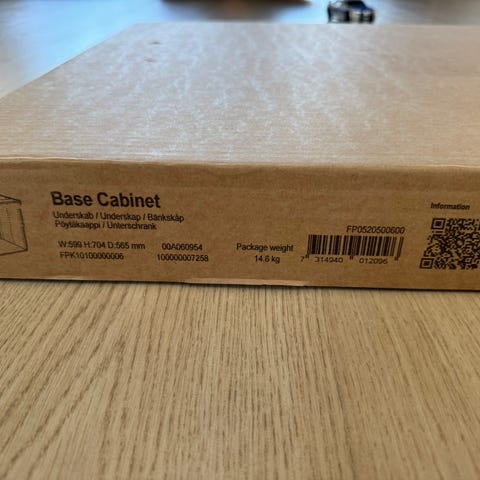 Base Cabinet
Underskab / Underskap / Bänkskåp
Pöytäkaappi / Unterschrank
W:599 H:704 D:565 mm
00A060954
FPK10100000006
100000007258
Package weight
14.6 kg
FP0520500600
7 314940 012096
Information